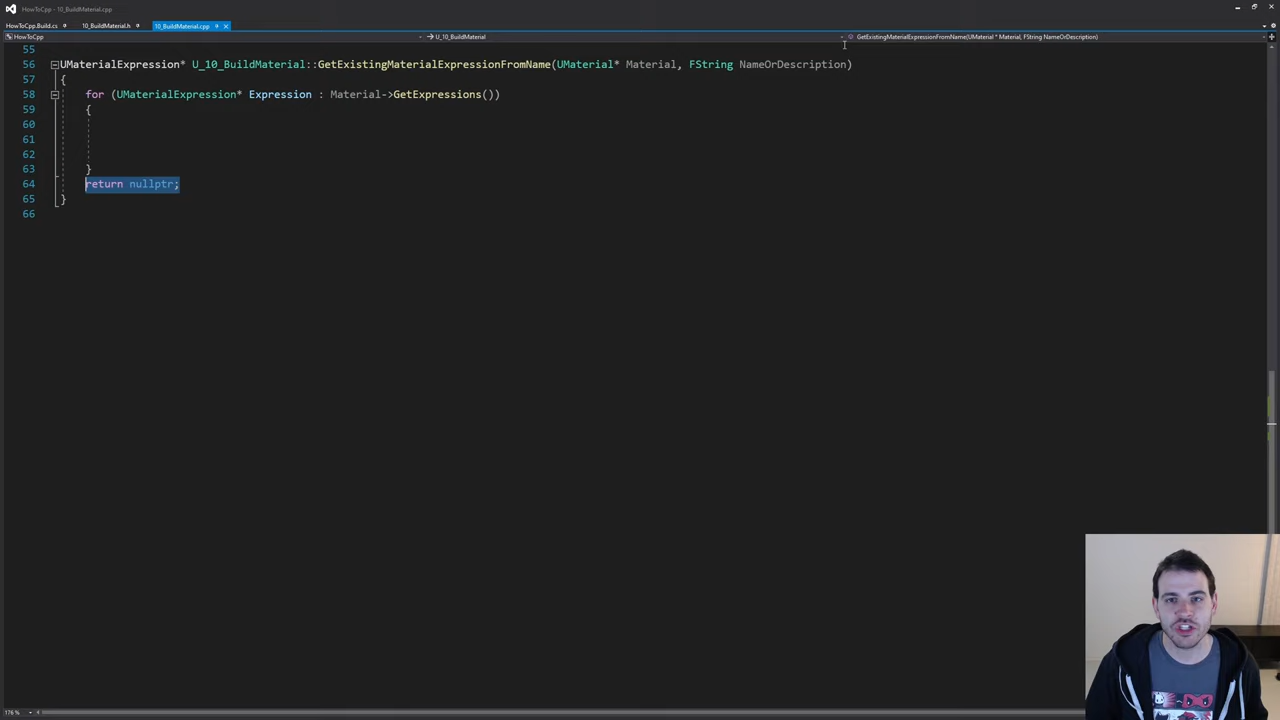 HowToCpp - 10_BuildMaterial.cpp
HowToCpp.Build.cs 10_BuildMaterial.h 10_BuildMaterial.cpp
HowToCpp U_10_BuildMaterial GetExistingMaterialExpressionFromName(UMaterial * Material, FString NameOrDescription)
55
56 UMaterialExpression* U_10_BuildMaterial::GetExistingMaterialExpressionFromName(UMaterial* Material, FString NameOrDescription)
57 {
58 for (UMaterialExpression* Expression : Material->GetExpressions())
59 {
60
61
62
63 }
64 return nullptr;
65 }
66
176 %